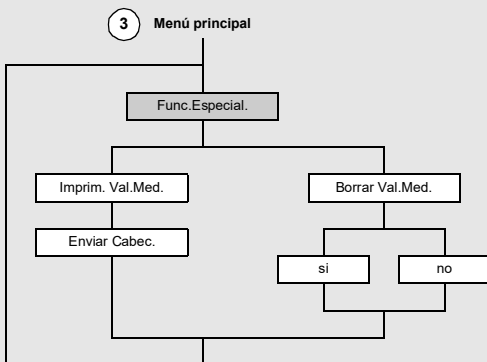 3 Menú principal
Func.Especial.
Imprim. Val.Med.
Borrar Val.Med.
Enviar Cabec.
si
no